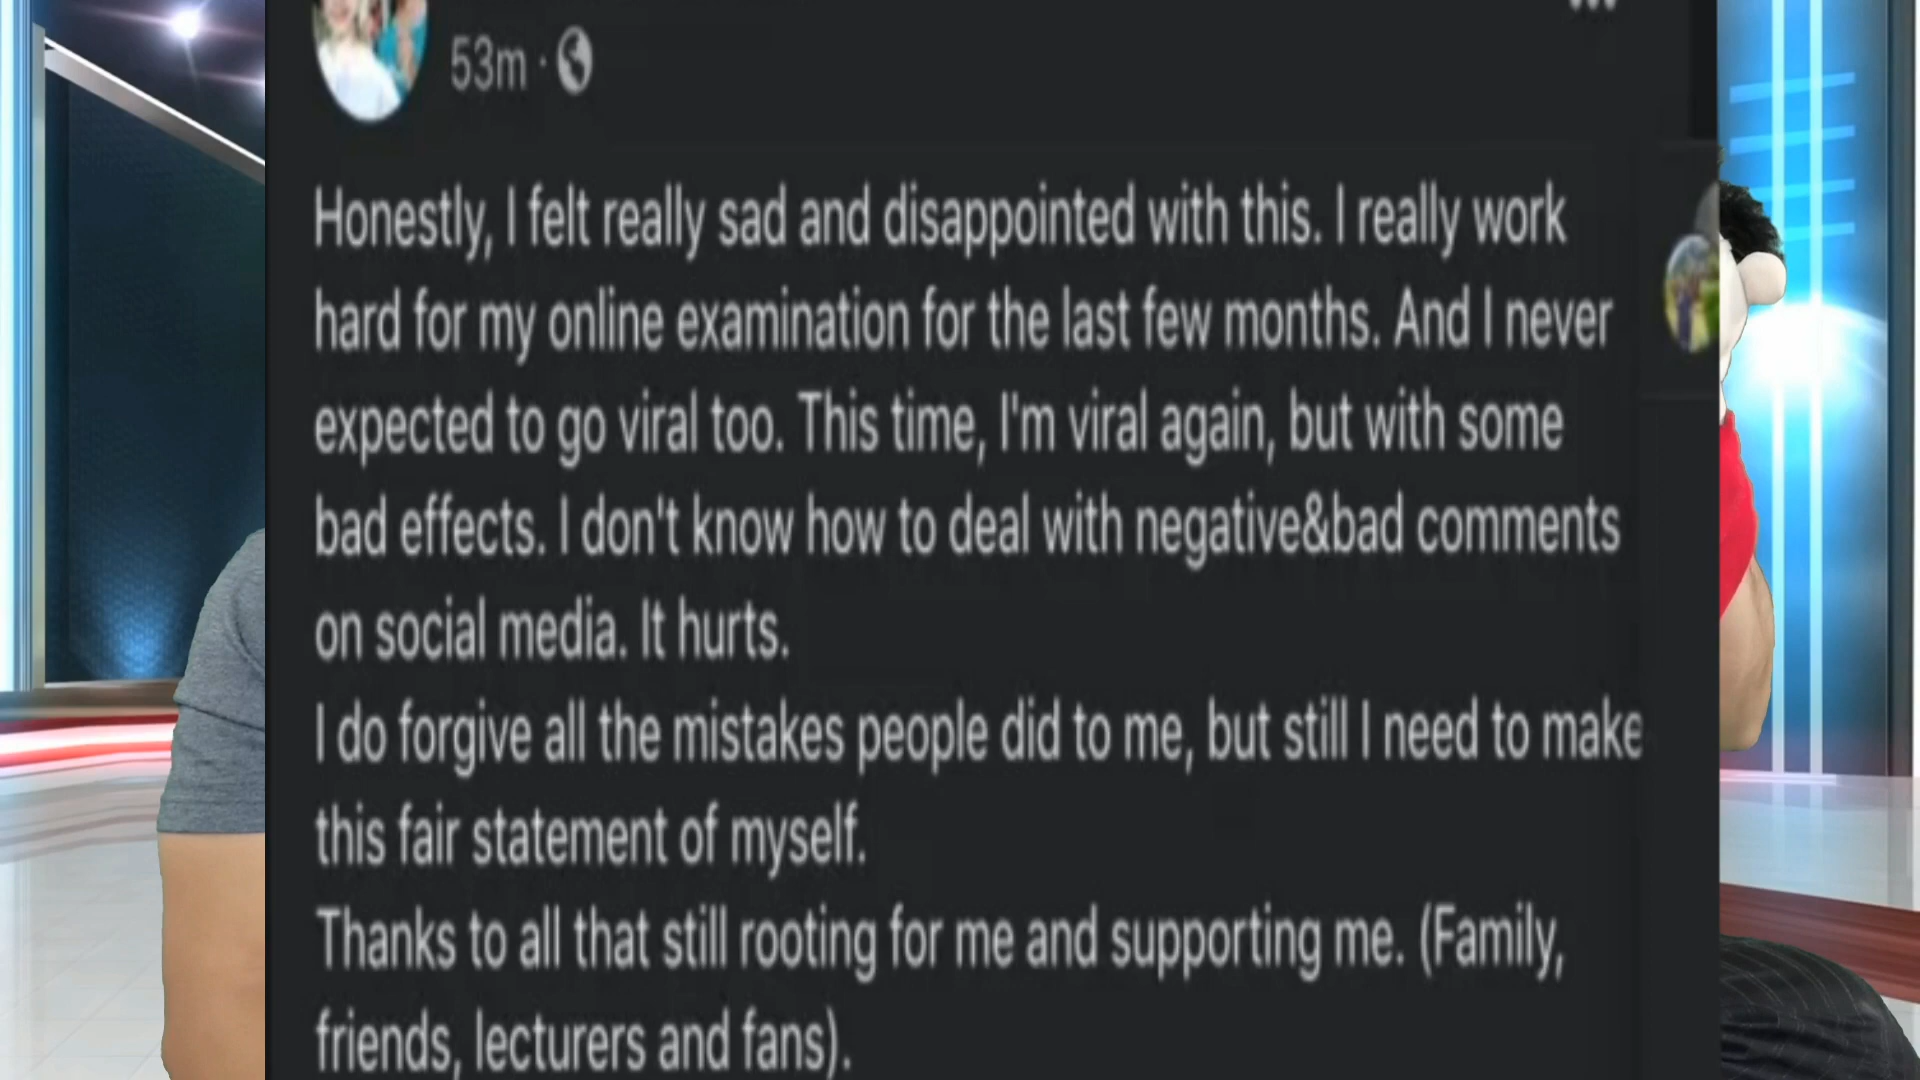 53m ·
Honestly, I felt really sad and disappointed with this. I really work
hard for my online examination for the last few months. And I never
expected to go viral too. This time, I'm viral again, but with some
bad effects. I don't know how to deal with negative&bad comments
on social media. It hurts.
I do forgive all the mistakes people did to me, but still I need to make
this fair statement of myself.
Thanks to all that still rooting for me and supporting me. (Family,
friends, lecturers and fans).